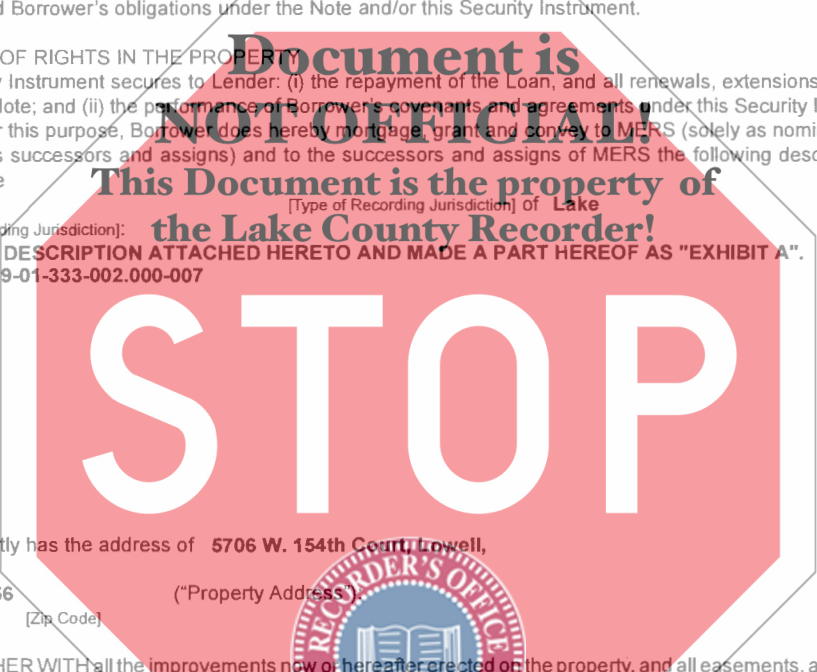 Borrower's obligations under the Note and/or this Security Instrument.
OF RIGHTS IN THE PROPERTY
Document is
Instrument secures to Lender: (i) the repayment of the Loan, and all renewals, extensions
Note; and (ii) the performance of Borrower's covenants and agreements under this Security
NOT OFFICIAL!
this purpose, Borrower does hereby mortgage, grant and convey to MERS (solely as nomi
successors and assigns) and to the successors and assigns of MERS the following desc
This Document is the property of
[Type of Recording Jurisdiction] of Lake
the Lake County Recorder!
ding Jurisdiction]:
DESCRIPTION ATTACHED HERETO AND MADE A PART HEREOF AS "EXHIBIT A".
9-01-333-002.000-007
STOP
tly has the address of 5706 W. 154th Court, Lowell,
("Property Address"):
[Zip Code]
RECORDER'S OFFICE
HER WITH all the improvements now or hereafter erected on the property, and all easements, a